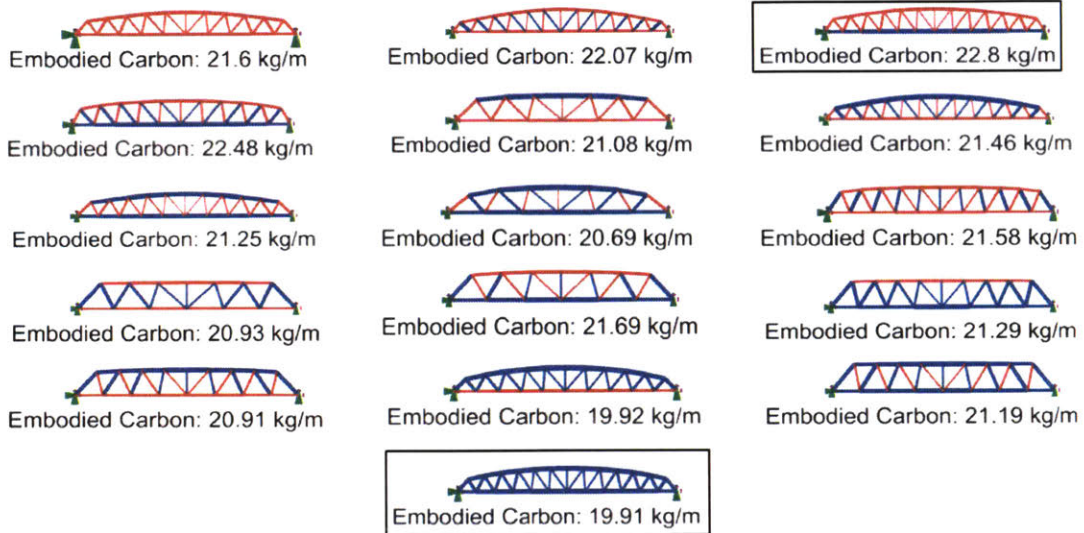 Embodied Carbon: 21.6 kg/m
Embodied Carbon: 22.07 kg/m
Embodied Carbon: 22.8 kg/m
Embodied Carbon: 22.48 kg/m
Embodied Carbon: 21.08 kg/m
Embodied Carbon: 21.46 kg/m
Embodied Carbon: 21.25 kg/m
Embodied Carbon: 20.69 kg/m
Embodied Carbon: 21.58 kg/m
Embodied Carbon: 20.93 kg/m
Embodied Carbon: 21.69 kg/m
Embodied Carbon: 21.29 kg/m
Embodied Carbon: 20.91 kg/m
Embodied Carbon: 19.92 kg/m
Embodied Carbon: 21.19 kg/m
Embodied Carbon: 19.91 kg/m